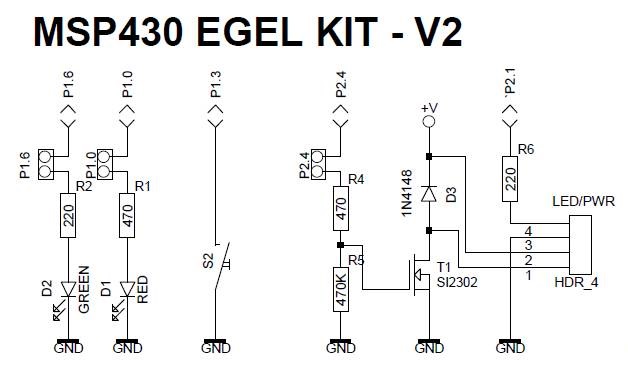 MSP430 EGEL KIT - V2
P1.6
P1.0
P1.3
P2.4
+V
`P2.1
P1.6
P1.0
P2.4
R2
R1
R4
R6
220
470
470
1N4148
D3
220
LED/PWR
4
3
2
1
HDR_4
S2
R5
470K
T1
SI2302
D2
GREEN
D1
RED
GND
GND
GND
GND
GND
GND